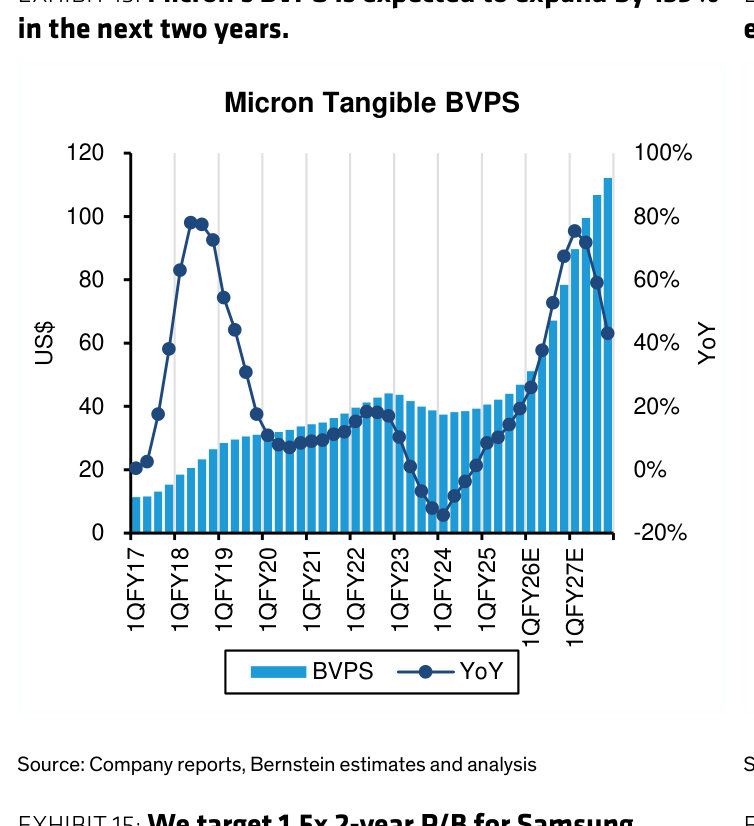 in the next two years.
Micron Tangible BVPS
120 100%
100 80%
80 60%
60 40%
40 20%
20 0%
0 -20%
US$
YoY
1QFY17
1QFY18
1QFY19
1QFY20
1QFY21
1QFY22
1QFY23
1QFY24
1QFY25
1QFY26E
1QFY27E
BVPS YoY
Source: Company reports, Bernstein estimates and analysis
EXHIBIT 15: We target 1.5x 2-year P/B for Samsung